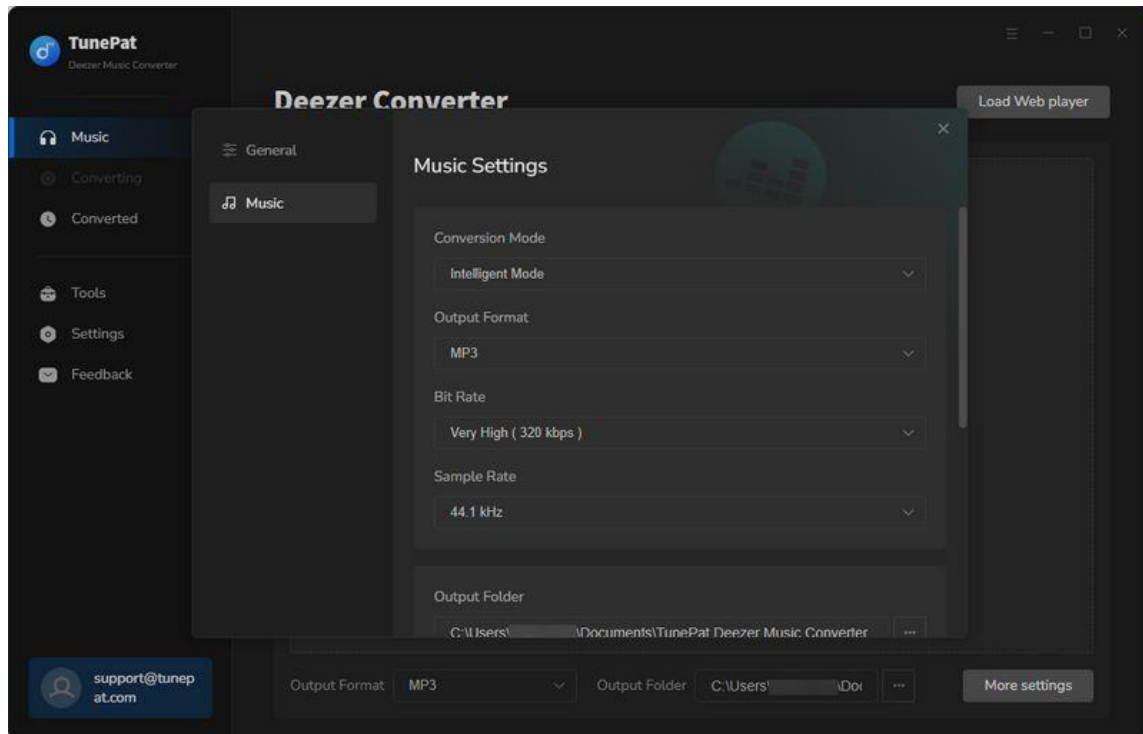 TunePat
Deezer Music Converter
Deezer Converter
Load Web player
Music
Converting
Converted
Tools
Settings
Feedback
support@tunep
at.com
General
Music
Music Settings
Conversion Mode
Intelligent Mode
Output Format
MP3
Bit Rate
Very High ( 320 kbps )
Sample Rate
44.1 kHz
Output Folder
C:\Users\ \Documents\TunePat Deezer Music Converter
...
Output Format
MP3
Output Folder
C:\Users\ \Do
...
More settings